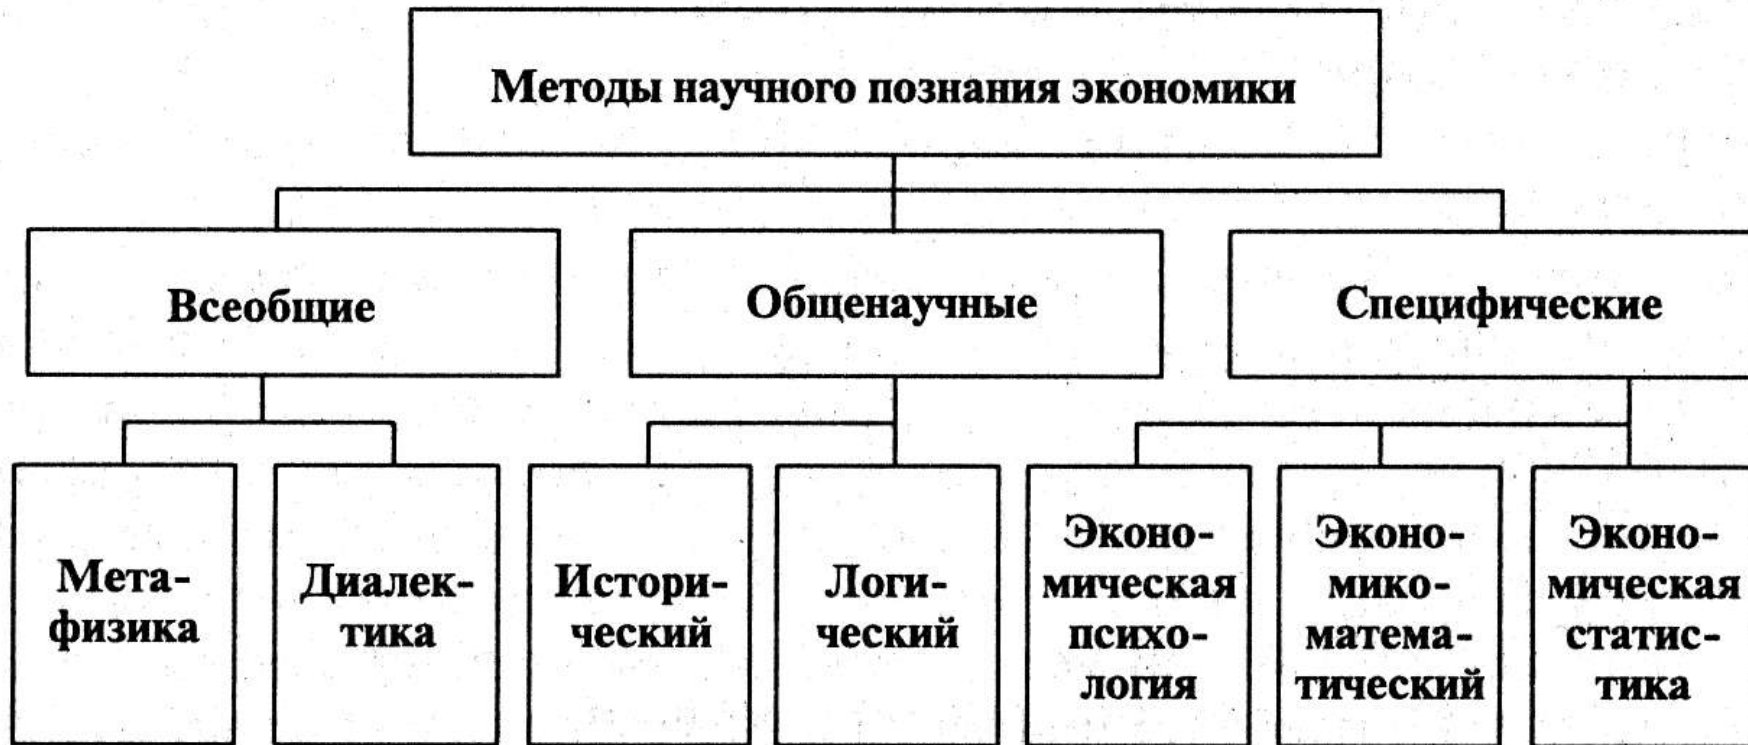 Методы научного познания экономики
Всеобщие
Общенаучные
Специфические
Мета-
физика
Диалек-
тика
Истори-
ческий
Логи-
ческий
Эконо-
мическая
психо-
логия
Эконо-
мико-
матема-
тический
Эконо-
мическая
статис-
тика